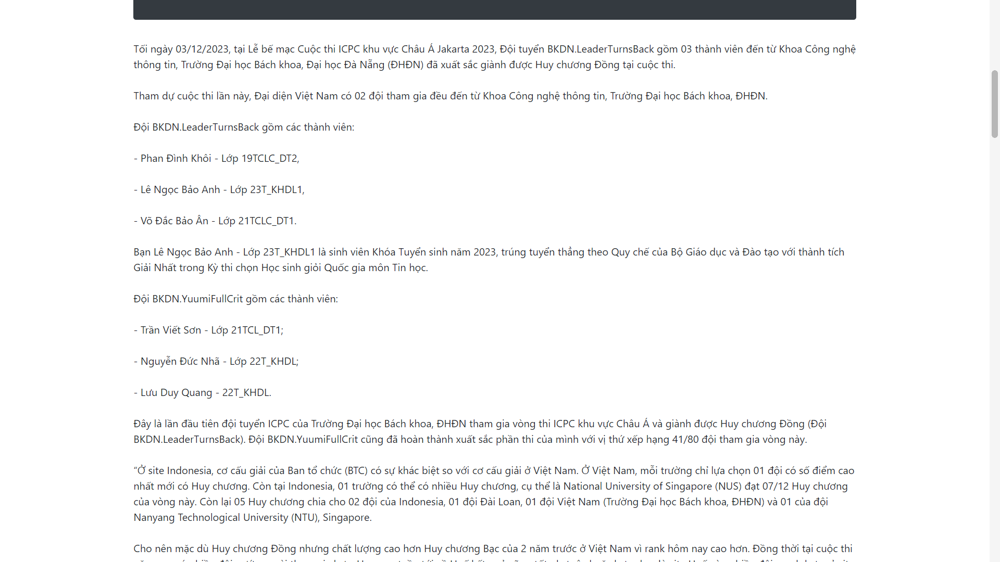 Tối ngày 03/12/2023, tại Lễ bế mạc Cuộc thi ICPC khu vực Châu Á Jakarta 2023, Đội tuyển BKDN.LeaderTurnsBack gồm 03 thành viên đến từ Khoa Công nghệ
thông tin, Trường Đại học Bách khoa, Đại học Đà Nẵng (ĐHĐN) đã xuất sắc giành được Huy chương Đồng tại cuộc thi.
Tham dự cuộc thi lần này, Đại diện Việt Nam có 02 đội tham gia đều đến từ Khoa Công nghệ thông tin, Trường Đại học Bách khoa, ĐHĐN.
Đội BKDN.LeaderTurnsBack gồm các thành viên:
- Phan Đình Khôi - Lớp 19TCLC_DT2,
- Lê Ngọc Bảo Anh - Lớp 23T_KHDL1,
- Võ Đắc Bảo Ân - Lớp 21TCLC_DT1.
Bạn Lê Ngọc Bảo Anh - Lớp 23T_KHDL1 là sinh viên Khóa Tuyển sinh năm 2023, trúng tuyển thẳng theo Quy chế của Bộ Giáo dục và Đào tạo với thành tích
Giải Nhất trong Kỳ thi chọn Học sinh giỏi Quốc gia môn Tin học.
Đội BKDN.YuumiFullCrit gồm các thành viên:
- Trần Viết Sơn - Lớp 21TCL_DT1;
- Nguyễn Đức Nhã - Lớp 22T_KHDL;
- Lưu Duy Quang - 22T_KHDL.
Đây là lần đầu tiên đội tuyển ICPC của Trường Đại học Bách khoa, ĐHĐN tham gia vòng thi ICPC khu vực Châu Á và giành được Huy chương Đồng (Đội
BKDN.LeaderTurnsBack). Đội BKDN.YuumiFullCrit cũng đã hoàn thành xuất sắc phần thi của mình với vị thứ xếp hạng 41/80 đội tham gia vòng này.
“Ở site Indonesia, cơ cấu giải của Ban tổ chức (BTC) có sự khác biệt so với cơ cấu giải ở Việt Nam. Ở Việt Nam, mỗi trường chỉ lựa chọn 01 đội có số điểm cao
nhất mới có Huy chương. Còn tại Indonesia, 01 trường có thể có nhiều Huy chương, cụ thể là National University of Singapore (NUS) đạt 07/12 Huy chương
của vòng này. Còn lại 05 Huy chương chia cho 02 đội của Indonesia, 01 đội Đài Loan, 01 đội Việt Nam (Trường Đại học Bách khoa, ĐHĐN) và 01 của đội
Nanyang Technological University (NTU), Singapore.
Cho nên mặc dù Huy chương Đồng nhưng chất lượng cao hơn Huy chương Bạc của 2 năm trước ở Việt Nam vì rank hôm nay cao hơn. Đồng thời tại cuộc thi